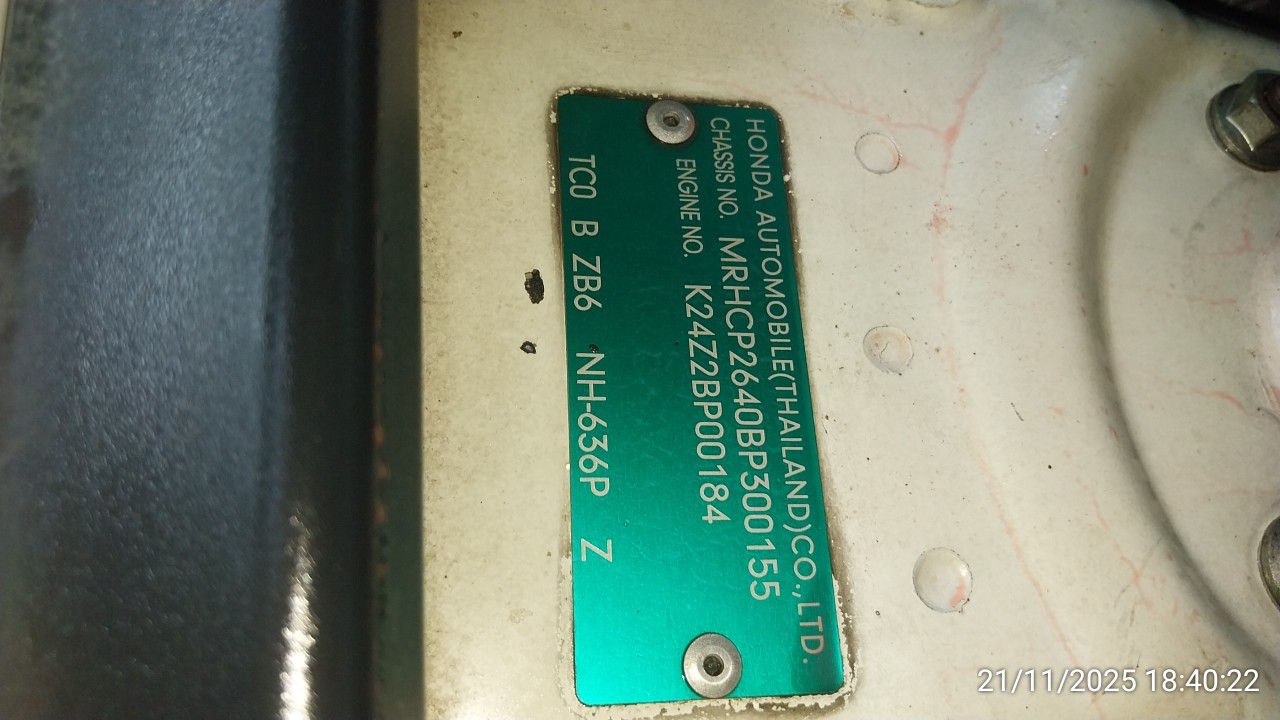 HONDA AUTOMOBILE(THAILAND)CO.,LTD.
CHASSIS NO. MRHCP2640BP300155
ENGINE NO. K24Z2BP00184
TC0 B ZB6 NH-636P Z
21/11/2025 18:40:22